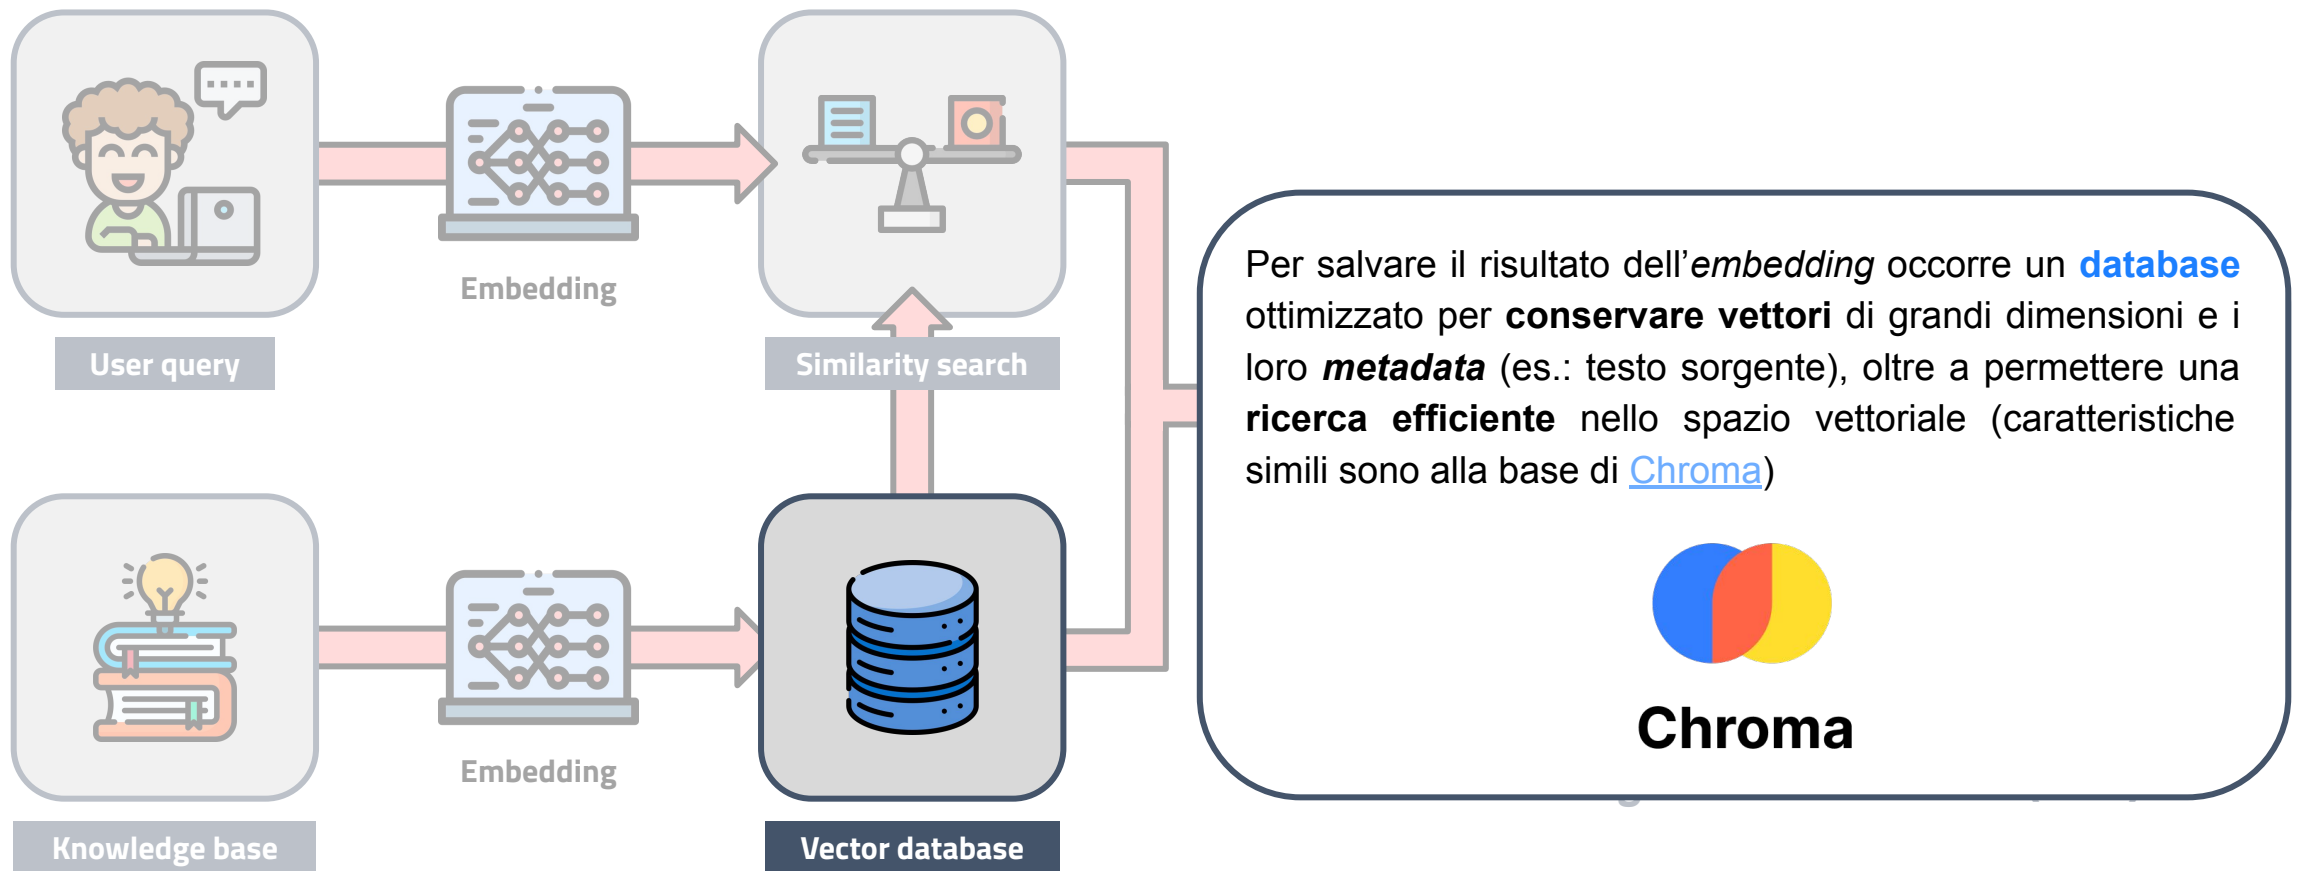 Embedding
User query
Similarity search
Per salvare il risultato dell’embedding occorre un database
ottimizzato per conservare vettori di grandi dimensioni e i
loro metadata (es.: testo sorgente), oltre a permettere una
ricerca efficiente nello spazio vettoriale (caratteristiche
simili sono alla base di Chroma)
Chroma
Embedding
Knowledge base
Vector database